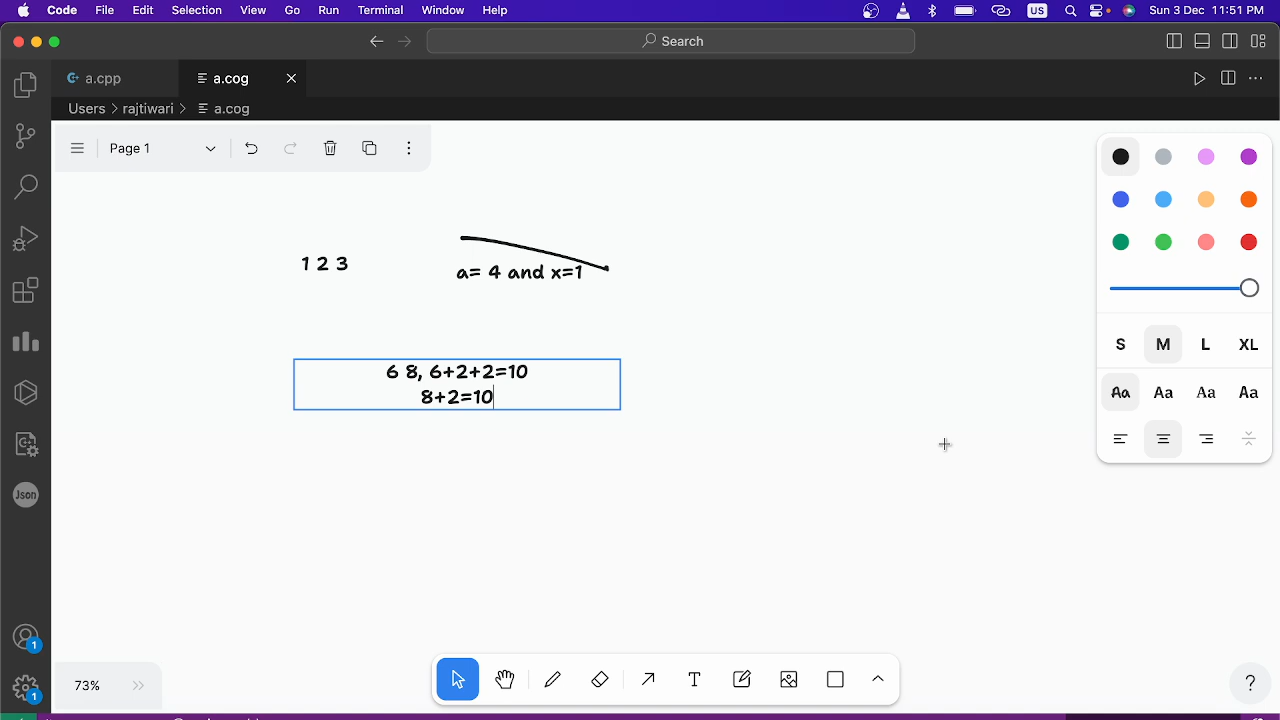 Code File Edit Selection View Go Run Terminal Window Help US Sun 3 Dec 11:51 PM
Search
a.cpp a.cog
Users > rajtiwari > a.cog
Page 1
1 2 3
a= 4 and x=1
6 8, 6+2+2=10
8+2=10
S M L XL
Aa Aa Aa Aa
Json
1
1
73%
T
?